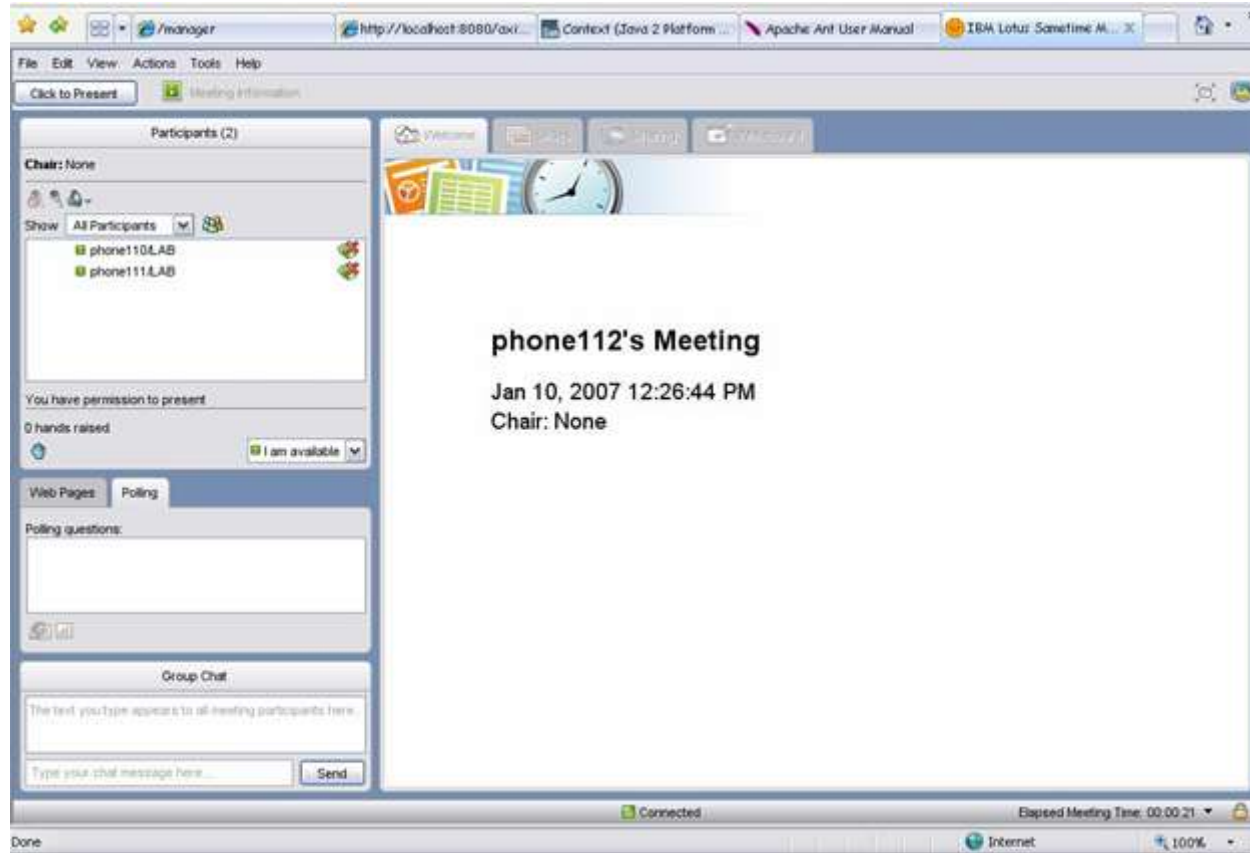 /manager
http://localhost:8080/axi...
Context (Java 2 Platform ...
Apache Ant User Manual
IBM Lotus Sametime M... X
File Edit View Actions Tools Help
Click to Present
Meeting Information
Participants (2)
Chair: None
Show All Participants
phone110/LAB
phone111/LAB
You have permission to present
0 hands raised
I am available
Web Pages
Polling
Polling questions:
Group Chat
The text you type appears to all meeting participants here.
Type your chat message here...
Send
Welcome
phone112's Meeting
Jan 10, 2007 12:26:44 PM
Chair: None
Connected
Elapsed Meeting Time: 00:00:21
Done
Internet
100%